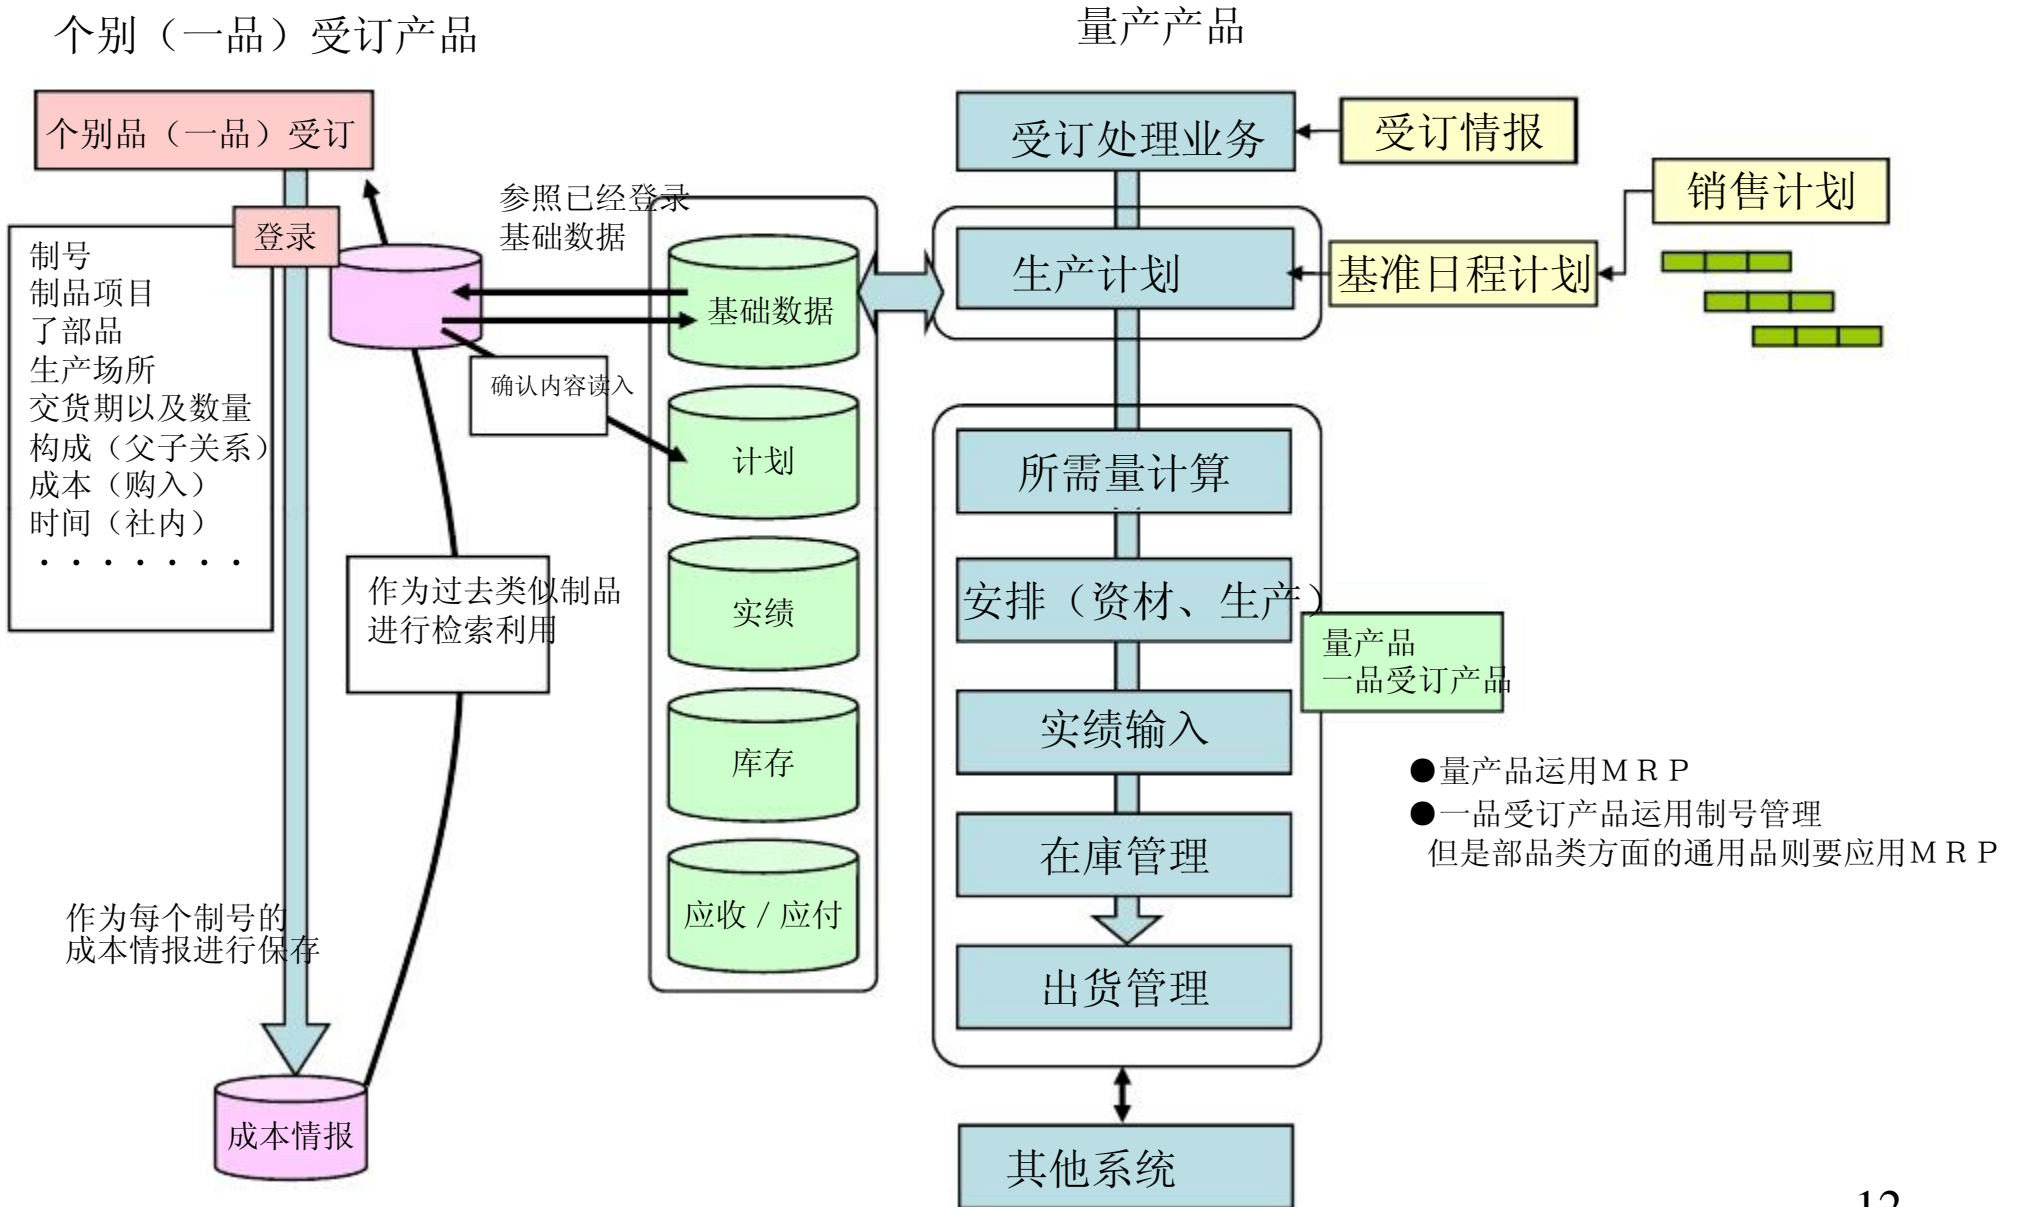 个别（一品）受订产品
量产产品
个别品（一品）受订
登录
制号
制品项目
了部品
生产场所
交货期以及数量
构成（父子关系）
成本（购入）
时间（社内）
・・・・・・・
参照已经登录
基础数据
确认内容读入
作为过去类似制品
进行检索利用
作为每个制号的
成本情报进行保存
成本情报
基础数据
计划
实绩
库存
应收／应付
受订处理业务
受订情报
销售计划
生产计划
基准日程计划
所需量计算
安排（资材、生产）
量产品
一品受订产品
实绩输入
在庫管理
出货管理
其他系统
●量产品运用ＭＲＰ
●一品受订产品运用制号管理
但是部品类方面的通用品则要应用ＭＲＰ
12